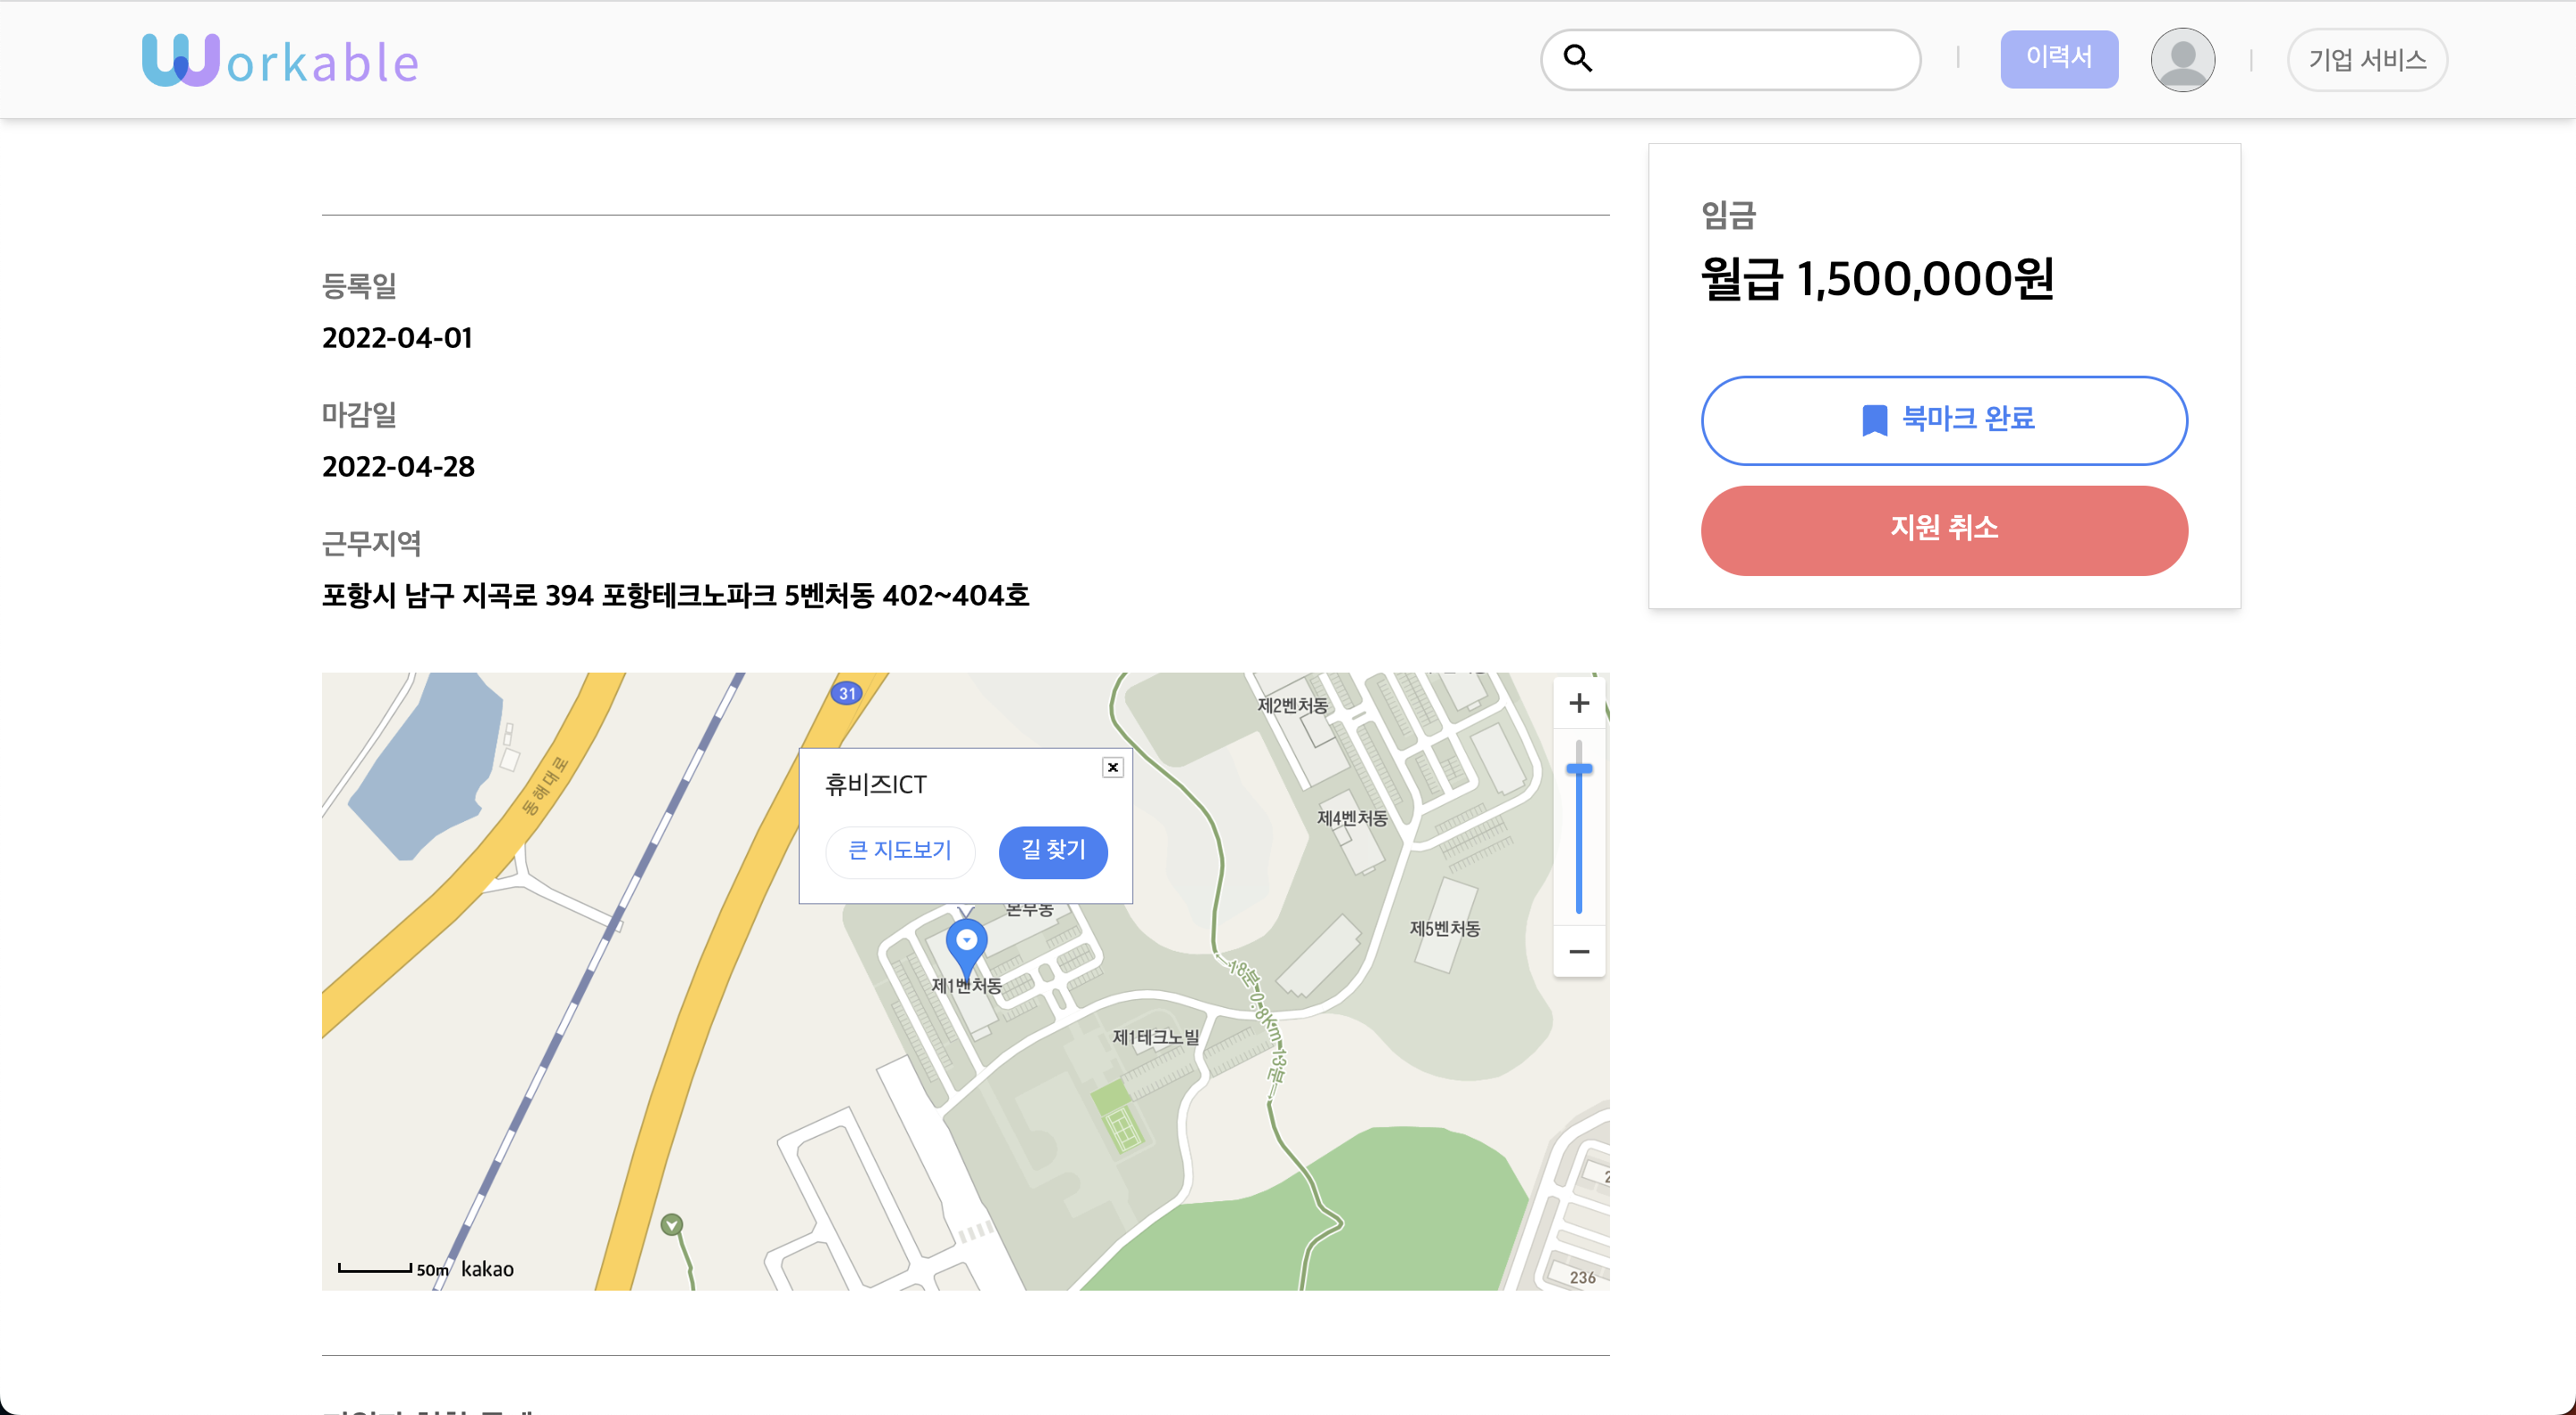 Workable
이력서
기업 서비스
임금
월급 1,500,000원
북마크 완료
지원 취소
등록일
2022-04-01
마감일
2022-04-28
근무지역
포항시 남구 지곡로 394 포항테크노파크 5벤처동 402~404호
31
제2벤처동
동해대로
휴비즈ICT
큰 지도보기
길 찾기
제4벤처동
본부동
제5벤처동
제1벤처동
18분 0.8Km 13분
제1테크노빌
236
50m kakao